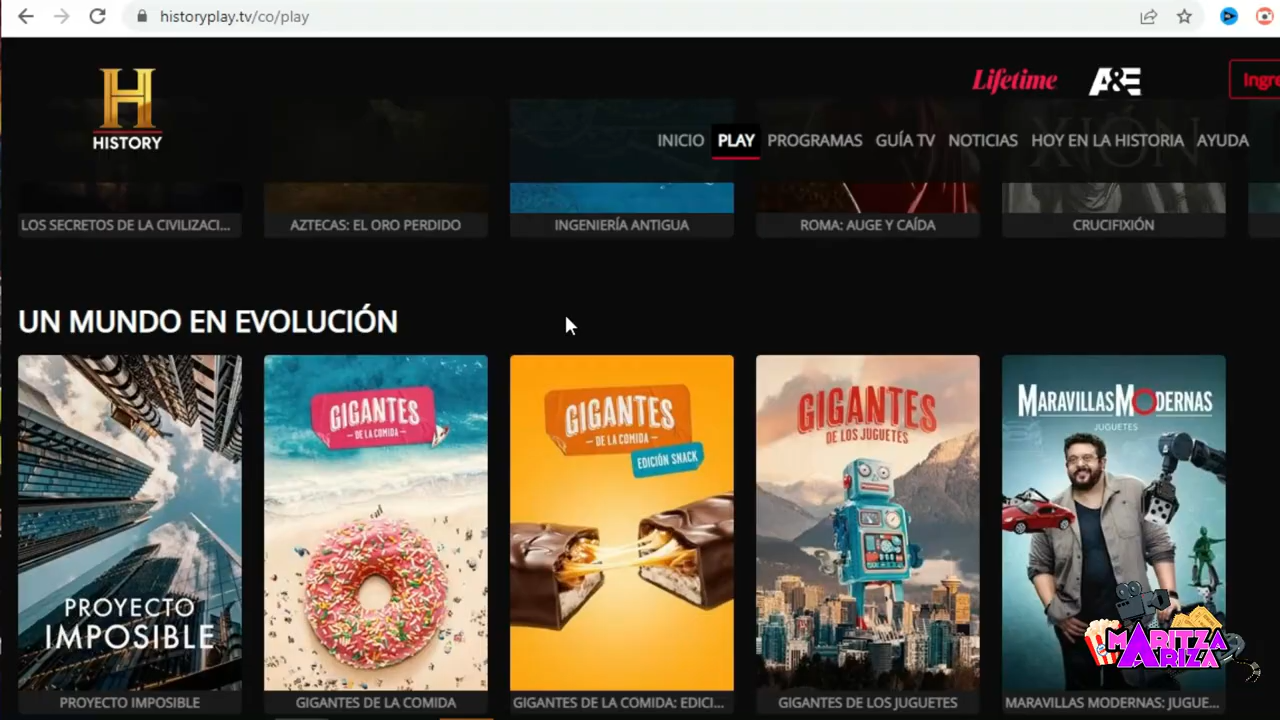 historyplay.tv/co/play
H
HISTORY
Lifetime
A&E
Ingre
INICIO
PLAY
PROGRAMAS
GUÍA TV
NOTICIAS
HOY EN LA HISTORIA
AYUDA
XIÓN
LOS SECRETOS DE LA CIVILIZACI...
AZTECAS: EL ORO PERDIDO
INGENIERÍA ANTIGUA
ROMA: AUGE Y CAÍDA
CRUCIFIXIÓN
UN MUNDO EN EVOLUCIÓN
PROYECTO
IMPOSIBLE
GIGANTES
– DE LA COMIDA –
GIGANTES
– DE LA COMIDA –
EDICIÓN SNACK
GIGANTES
DE LOS JUGUETES
MARAVILLAS MODERNAS
JUGUETES
MARITZA
ARIZA
PROYECTO IMPOSIBLE
GIGANTES DE LA COMIDA
GIGANTES DE LA COMIDA: EDICI...
GIGANTES DE LOS JUGUETES
MARAVILLAS MODERNAS: JUGUE...